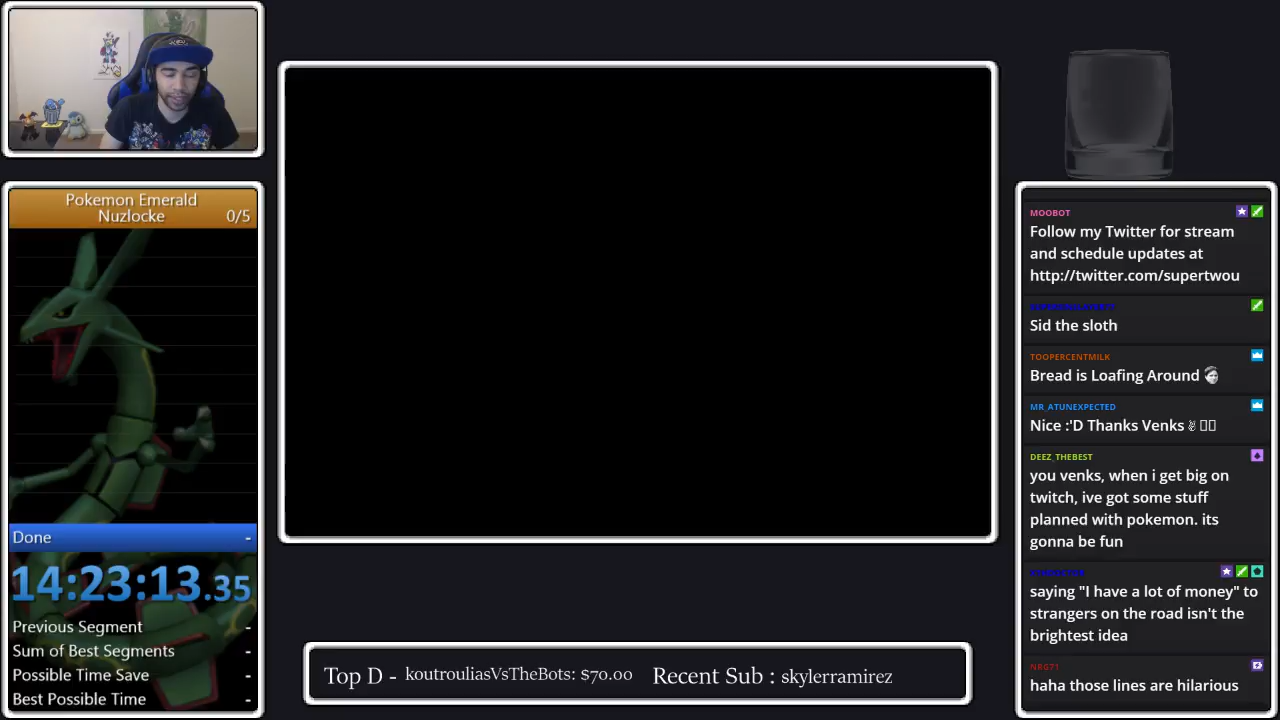 Pokemon Emerald
Nuzlocke 0/5
Done -
14:23:13.35
Previous Segment -
Sum of Best Segments -
Possible Time Save -
Best Possible Time -
Top D - koutrouliasVsTheBots: $70.00 Recent Sub : skylerramirez
MOOBOT
Follow my Twitter for stream
and schedule updates at
http://twitter.com/supertwou
Sid the sloth
TOOPERCENTMILK
Bread is Loafing Around
MR_ATUNEXPECTED
Nice :'D Thanks Venks
DEEZ_THEBEST
you venks, when i get big on
twitch, ive got some stuff
planned with pokemon. its
gonna be fun
saying "I have a lot of money" to
strangers on the road isn't the
brightest idea
NRG71
haha those lines are hilarious